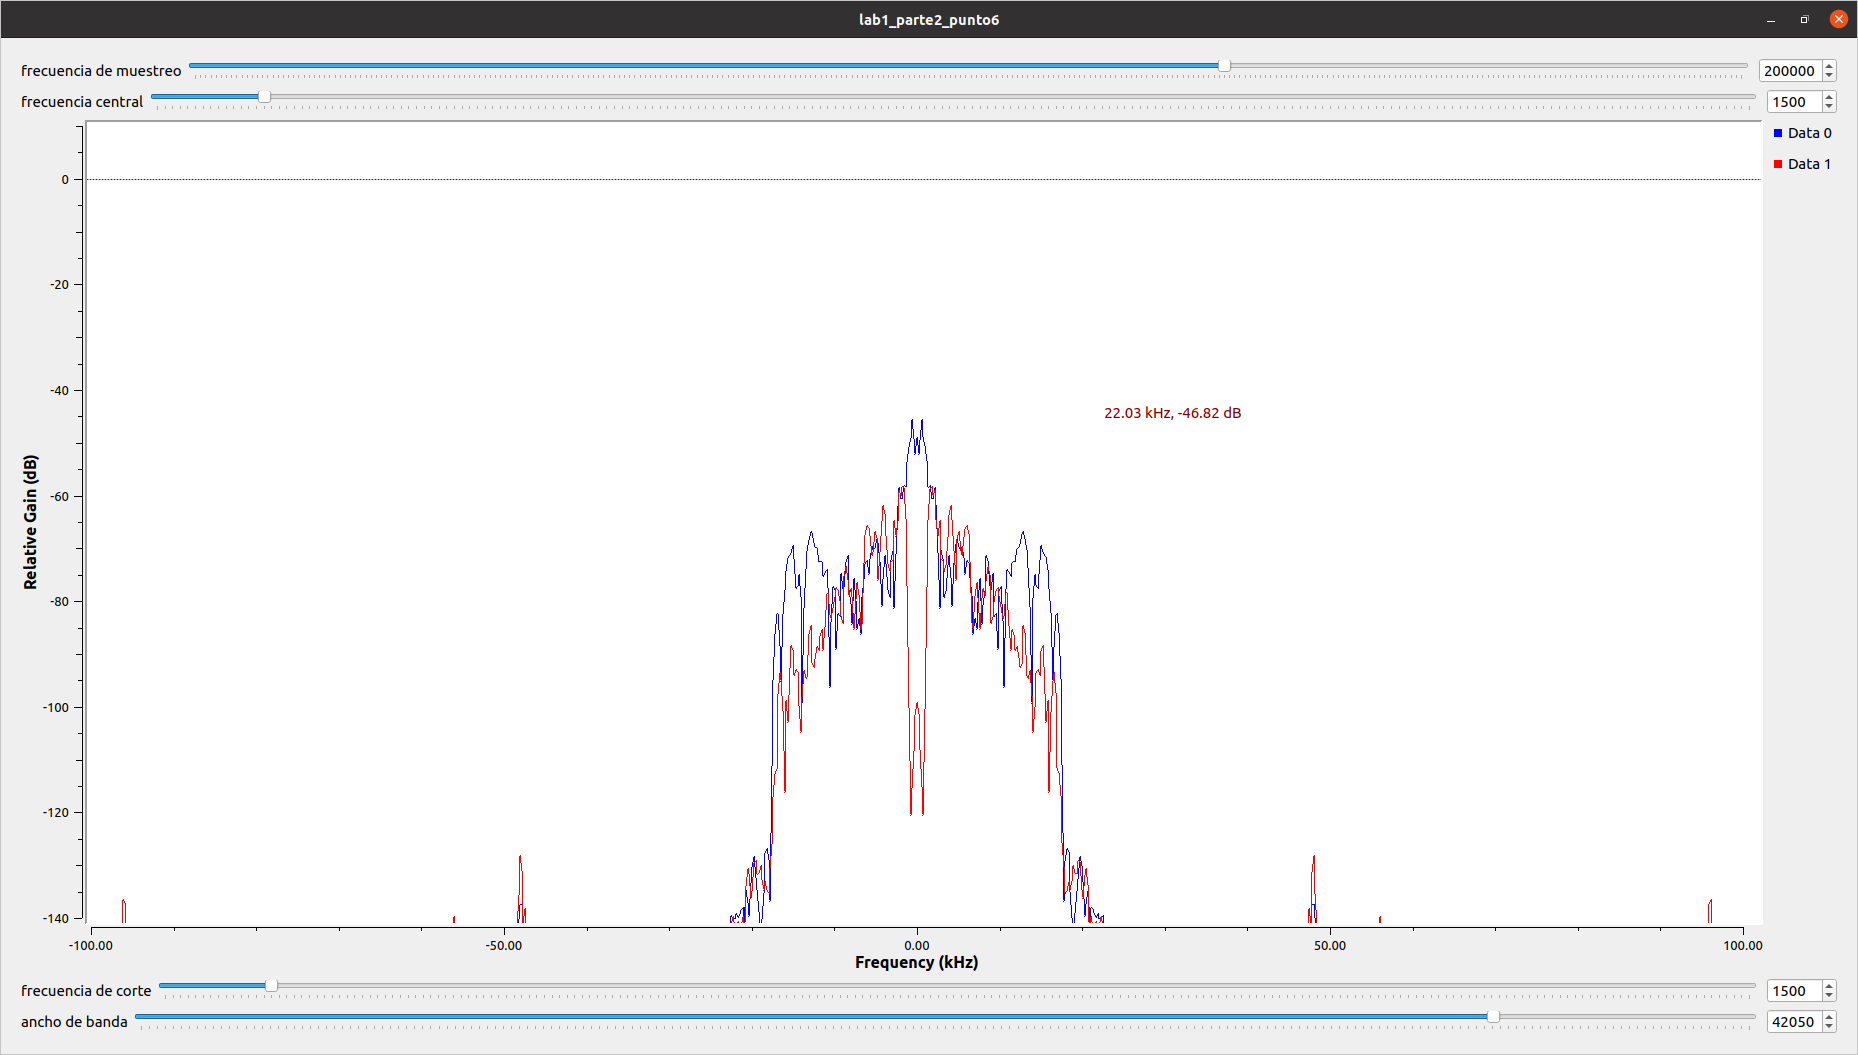 lab1_parte2_punto6
frecuencia de muestreo 200000
frecuencia central 1500
Data 0
Data 1
0
-20
-40
22.03 kHz, -46.82 dB
-60
-80
-100
-120
-140
Relative Gain (dB)
-100.00 -50.00 0.00 50.00 100.00
Frequency (kHz)
frecuencia de corte 1500
ancho de banda 42050